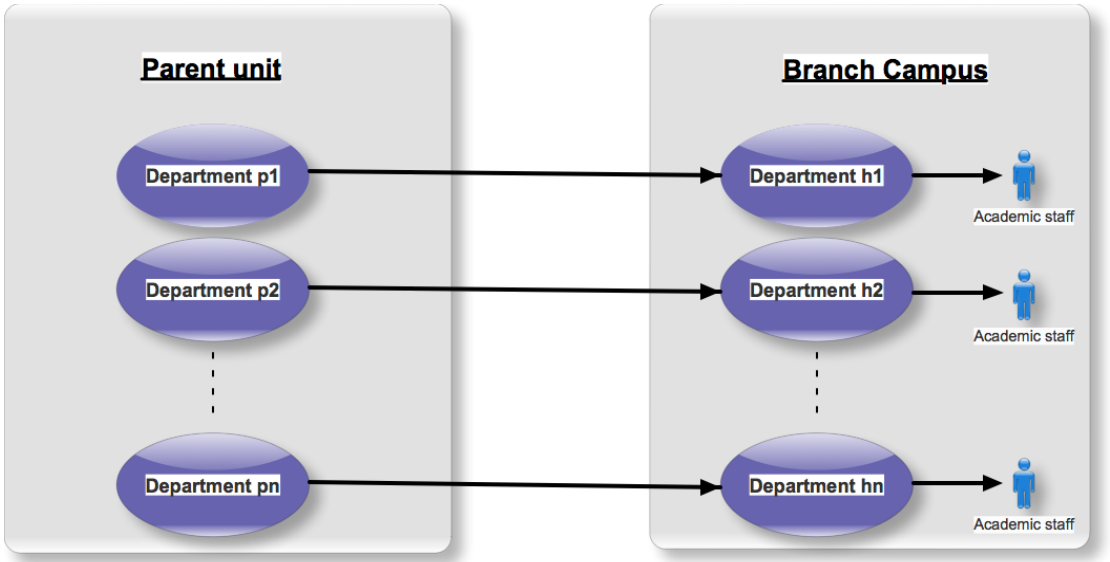 Parent unit
Branch Campus
Department p1
Department h1
Academic staff
Department p2
Department h2
Academic staff
Department pn
Department hn
Academic staff